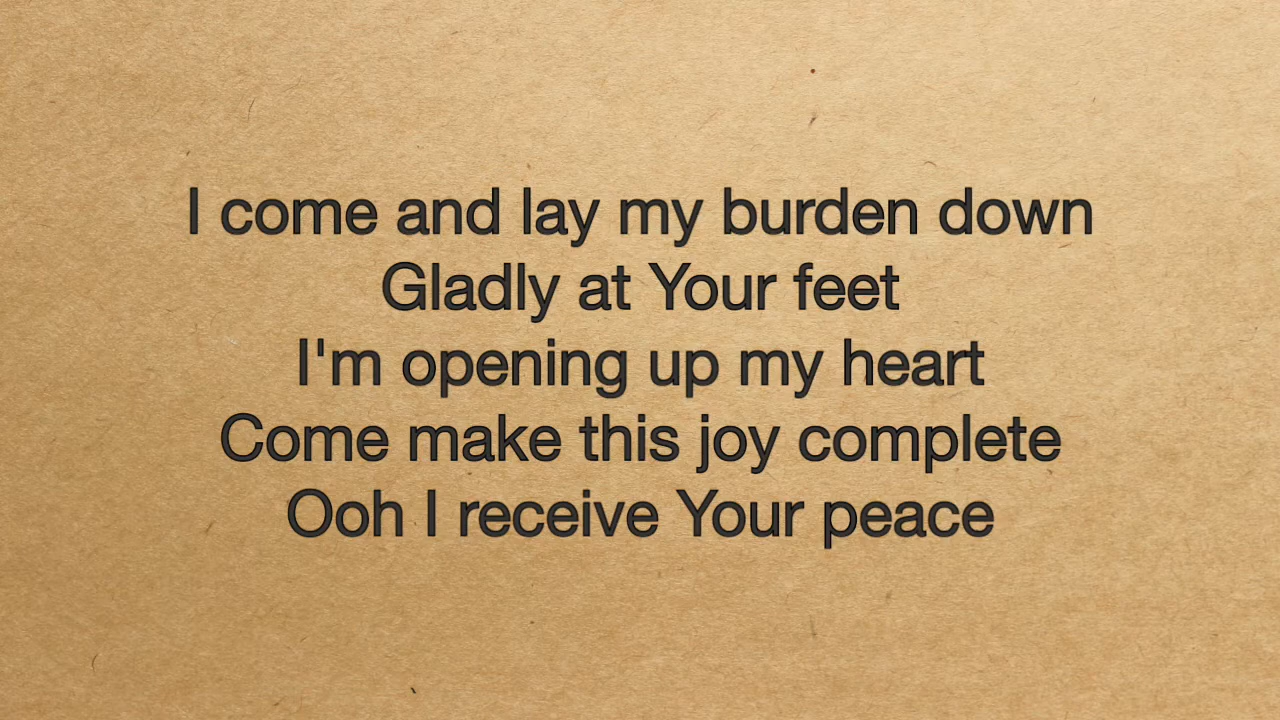 I come and lay my burden down
Gladly at Your feet
I'm opening up my heart
Come make this joy complete
Ooh I receive Your peace